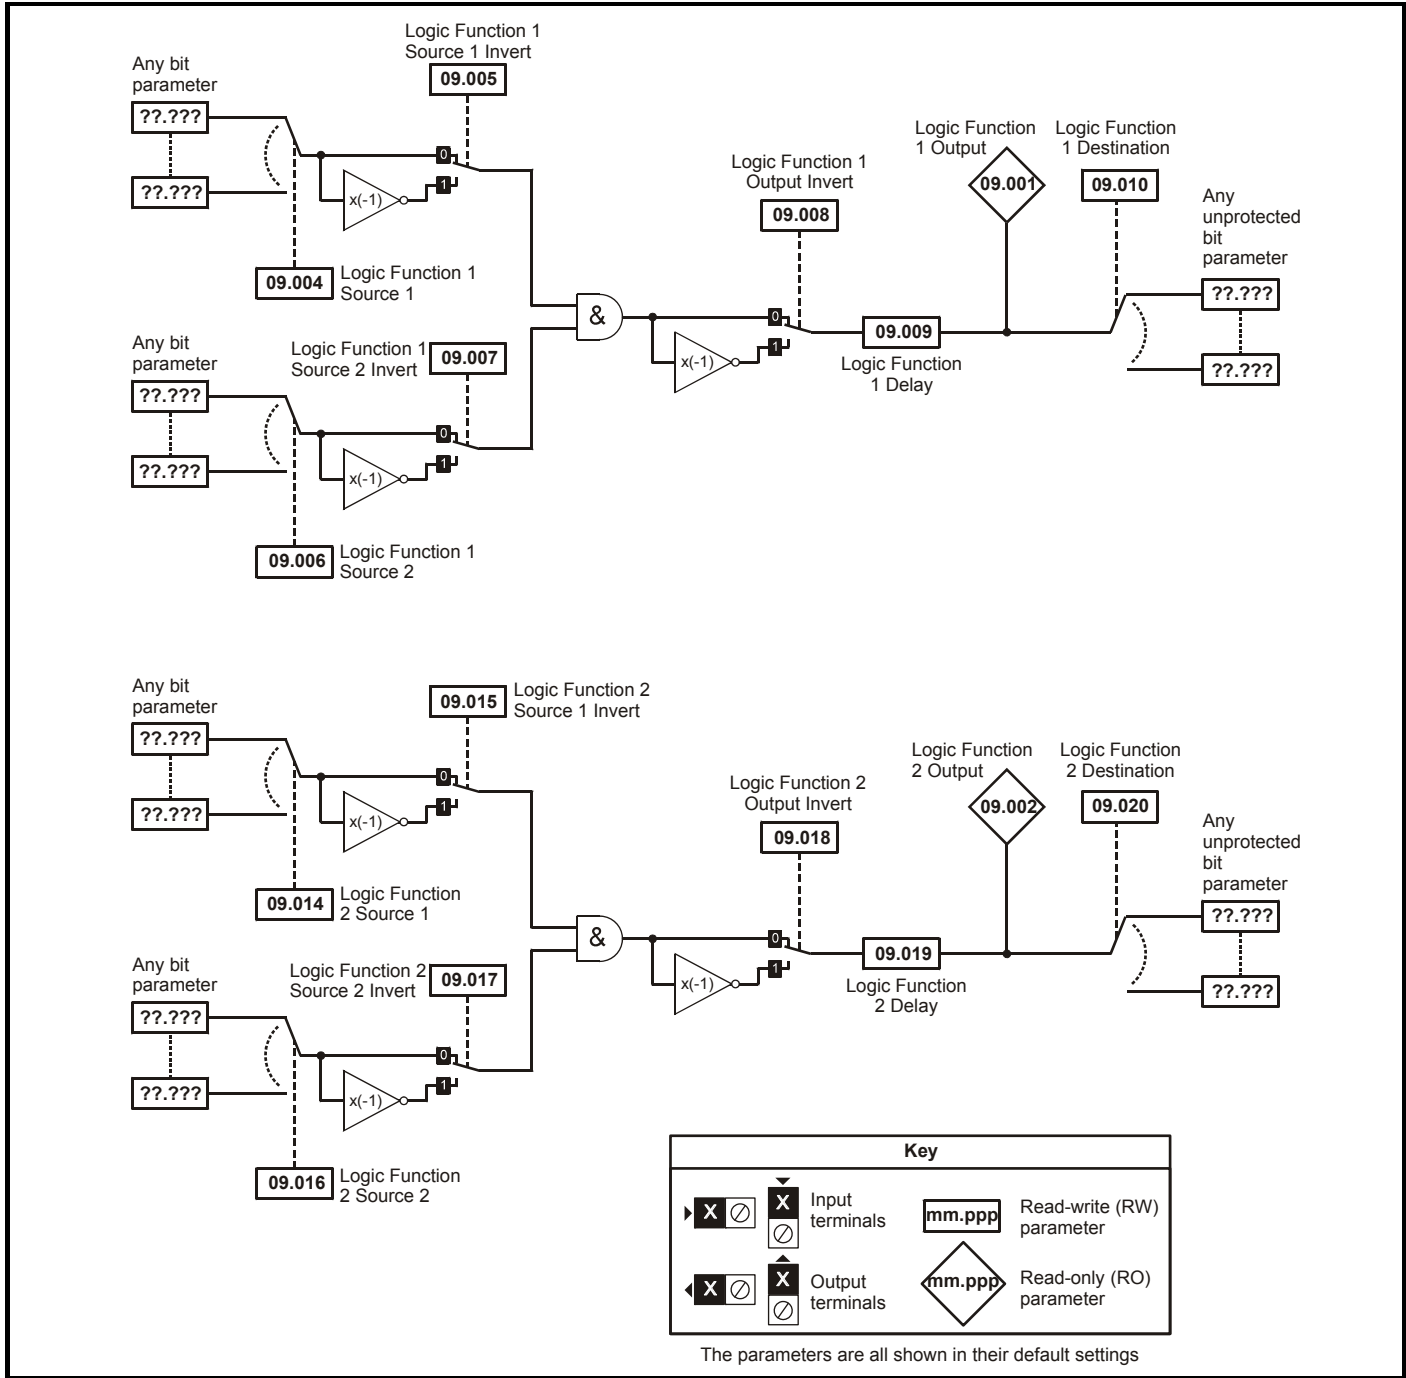 Logic Function 1
Source 1 Invert
09.005
Any bit
parameter
??.???
??.???
0
1
x(-1)
09.004
Logic Function 1
Source 1
Any bit
parameter
??.???
??.???
Logic Function 1
Source 2 Invert
09.007
0
1
x(-1)
09.006
Logic Function 1
Source 2
&
Logic Function 1
Output Invert
09.008
0
1
x(-1)
09.009
Logic Function
1 Delay
Logic Function
1 Output
09.001
Logic Function
1 Destination
09.010
Any
unprotected
bit
parameter
??.???
??.???
Any bit
parameter
??.???
??.???
09.015
Logic Function 2
Source 1 Invert
0
1
x(-1)
09.014
Logic Function
2 Source 1
Any bit
parameter
??.???
??.???
Logic Function 2
Source 2 Invert
09.017
0
1
x(-1)
09.016
Logic Function
2 Source 2
&
Logic Function 2
Output Invert
09.018
0
1
x(-1)
09.019
Logic Function
2 Delay
Logic Function
2 Output
09.002
Logic Function
2 Destination
09.020
Any
unprotected
bit
parameter
??.???
??.???
Key
X
X
Input
terminals
mm.ppp
Read-write (RW)
parameter
X
X
Output
terminals
mm.ppp
Read-only (RO)
parameter
The parameters are all shown in their default settings